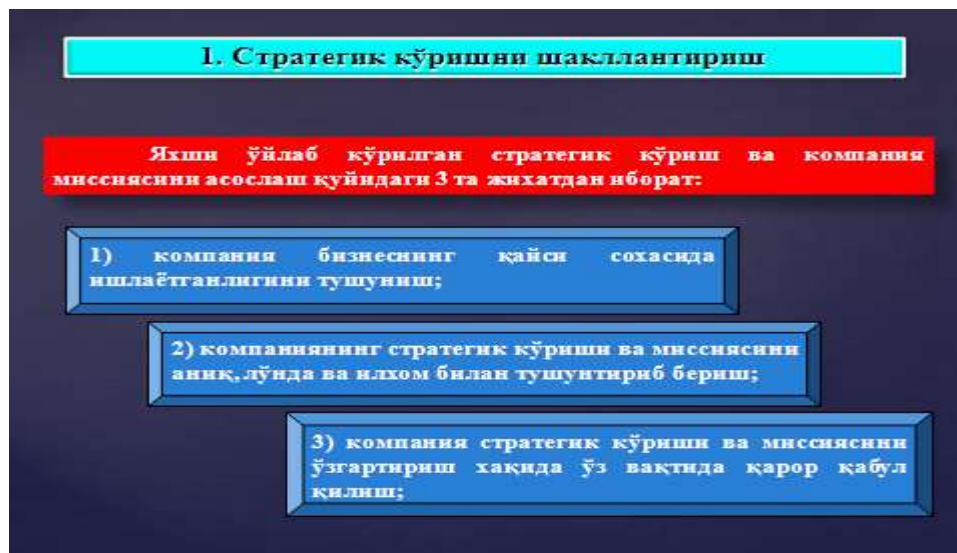 1. Стратегик кўришни шакллантириш
Яхши ўйлаб кўрилган стратегик кўриш ва компания
миссиясини асослаш қуйидаги 3 та жихатдан иборат:
1) компания бизнеснинг қайси сохасида
ишлаётганлигини тушуниш;
2) компаниянинг стратегик кўриши ва миссиясини
аниқ, лўнда ва илхом билан тушунтириб бериш;
3) компания стратегик кўриши ва миссиясини
ўзгартириш хақида ўз вақтида қарор қабул
қилиш;